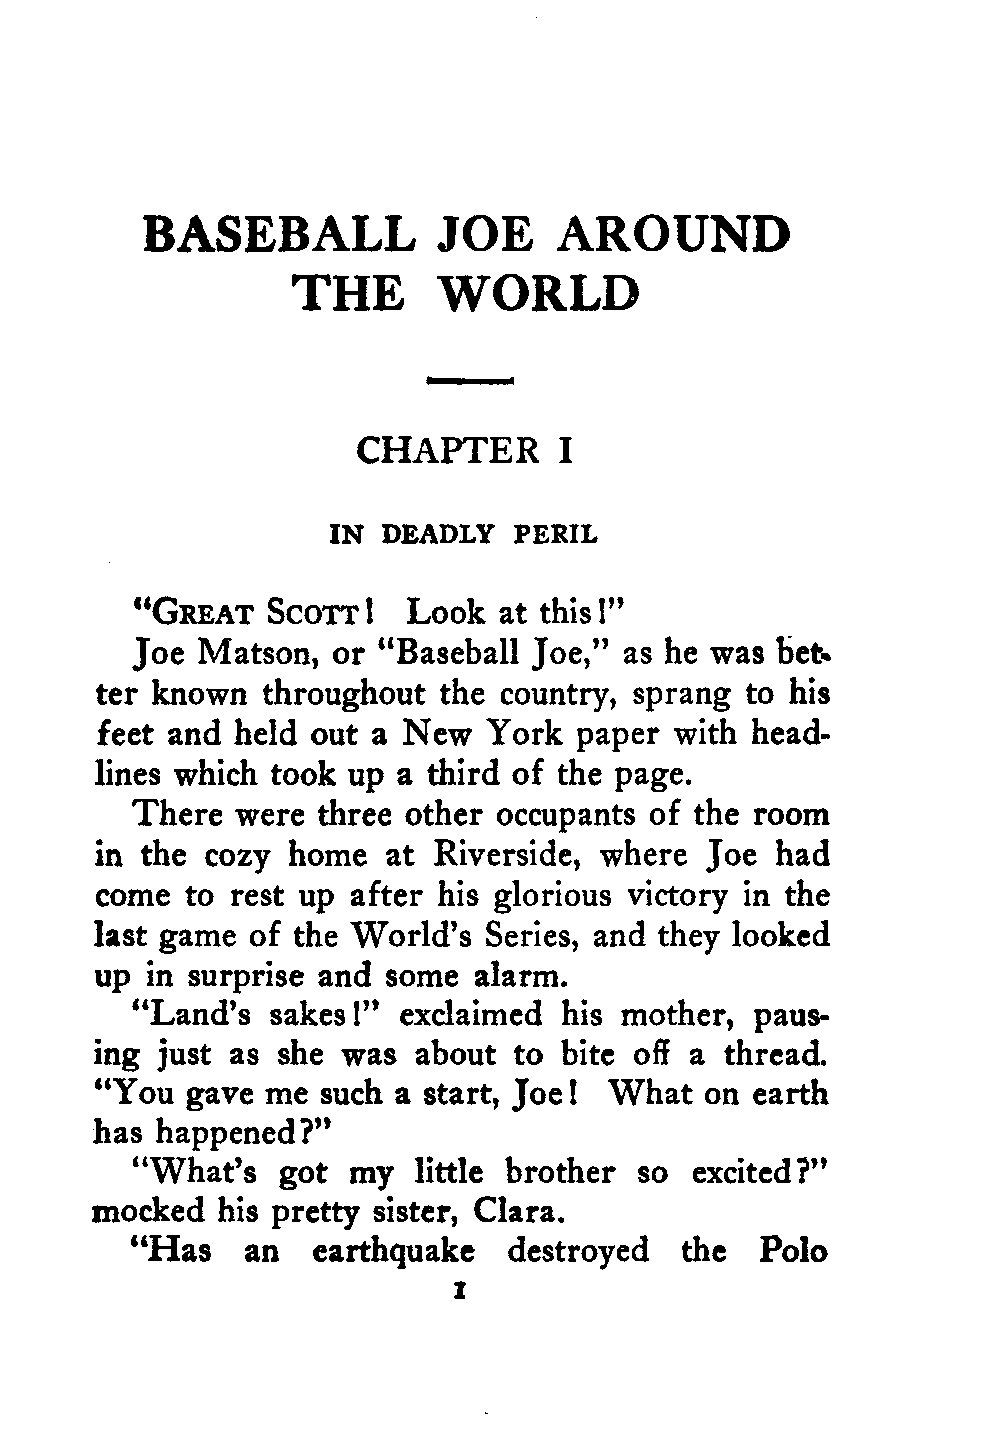 BASEBALL JOE AROUND
THE WORLD
CHAPTER I
IN DEADLY PERIL
“GREAT SCOTT! Look at this!”
Joe Matson, or “Baseball Joe,” as he was bet-
ter known throughout the country, sprang to his
feet and held out a New York paper with head-
lines which took up a third of the page.
There were three other occupants of the room
in the cozy home at Riverside, where Joe had
come to rest up after his glorious victory in the
last game of the World’s Series, and they looked
up in surprise and some alarm.
“Land’s sakes!” exclaimed his mother, paus-
ing just as she was about to bite off a thread.
“You gave me such a start, Joe! What on earth
has happened?”
“What’s got my little brother so excited?”
mocked his pretty sister, Clara.
“Has an earthquake destroyed the Polo
1